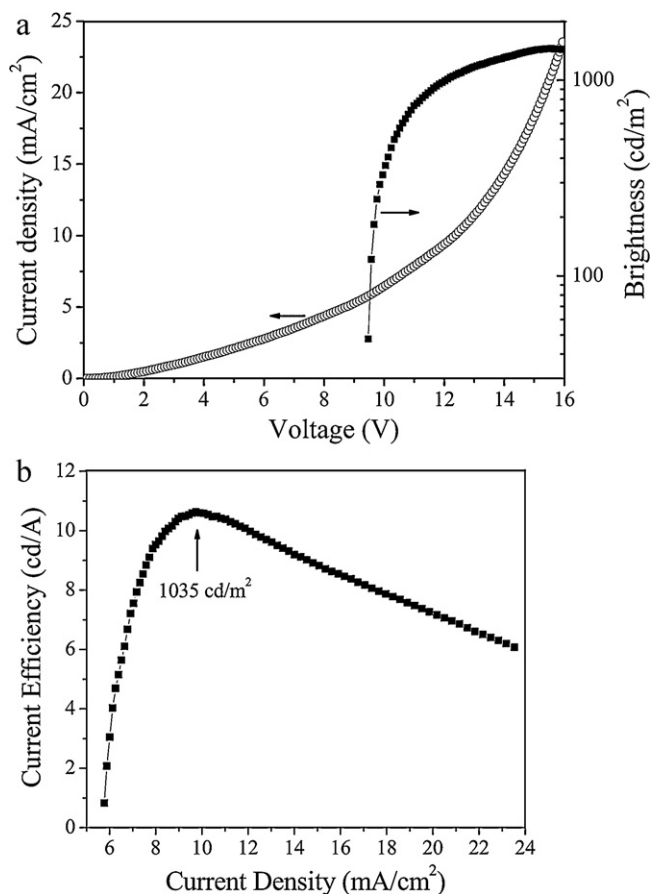 a
25
20
15
10
5
0
Current density (mA/cm²)
1000
100
Brightness (cd/m²)
0 2 4 6 8 10 12 14 16
Voltage (V)
b
12
10
8
6
4
2
0
Current Efficiency (cd/A)
1035 cd/m²
6 8 10 12 14 16 18 20 22 24
Current Density (mA/cm²)